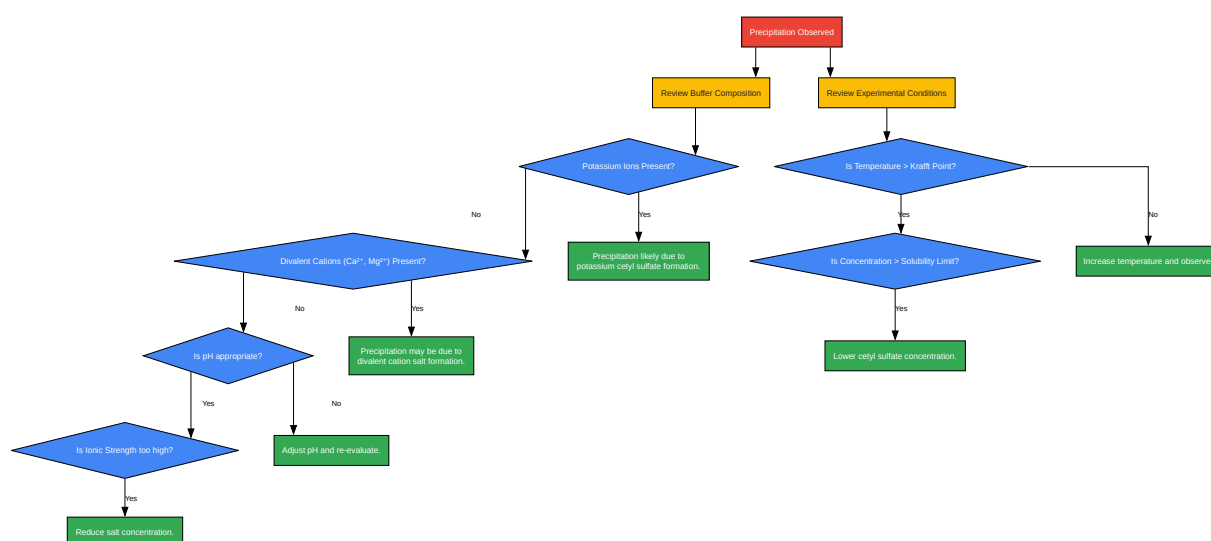 Precipitation Observed
Review Buffer Composition
Review Experimental Conditions
Potassium Ions Present?
Is Temperature > Krafft Point?
No
Yes
Yes
No
Divalent Cations (Ca²⁺, Mg²⁺) Present?
Precipitation likely due to
potassium cetyl sulfate formation.
Is Concentration > Solubility Limit?
Increase temperature and observe
No
Yes
Yes
Is pH appropriate?
Precipitation may be due to
divalent cation salt formation.
Lower cetyl sulfate concentration.
Yes
No
Is Ionic Strength too high?
Adjust pH and re-evaluate.
Yes
Reduce salt concentration.